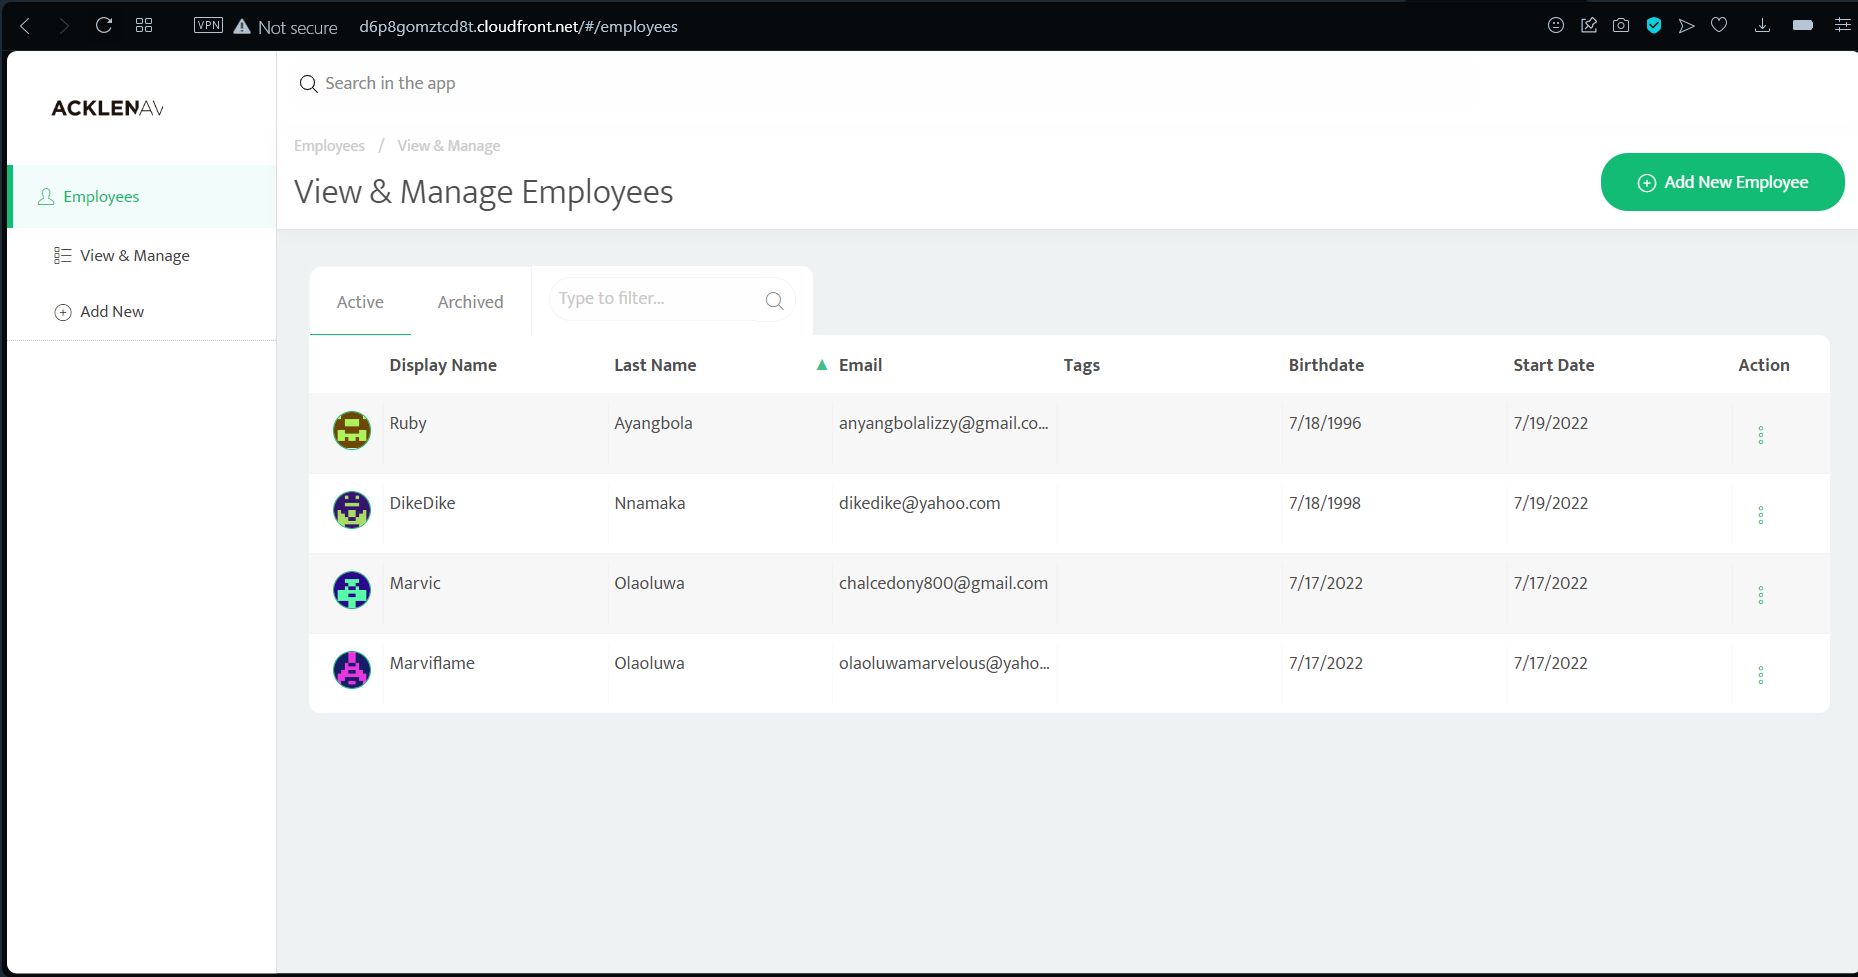 VPN Not secure d6p8gomztcd8t.cloudfront.net/#/employees
ACKLENAV
Search in the app
Employees / View & Manage
View & Manage Employees
Add New Employee
Employees
View & Manage
Add New
Active Archived Type to filter...
Display Name Last Name Email Tags Birthdate Start Date Action
Ruby Ayangbola anyangbolalizzy@gmail.co... 7/18/1996 7/19/2022
DikeDike Nnamaka dikedike@yahoo.com 7/18/1998 7/19/2022
Marvic Olaoluwa chalcedony800@gmail.com 7/17/2022 7/17/2022
Marviflame Olaoluwa olaoluwamarvelous@yaho... 7/17/2022 7/17/2022